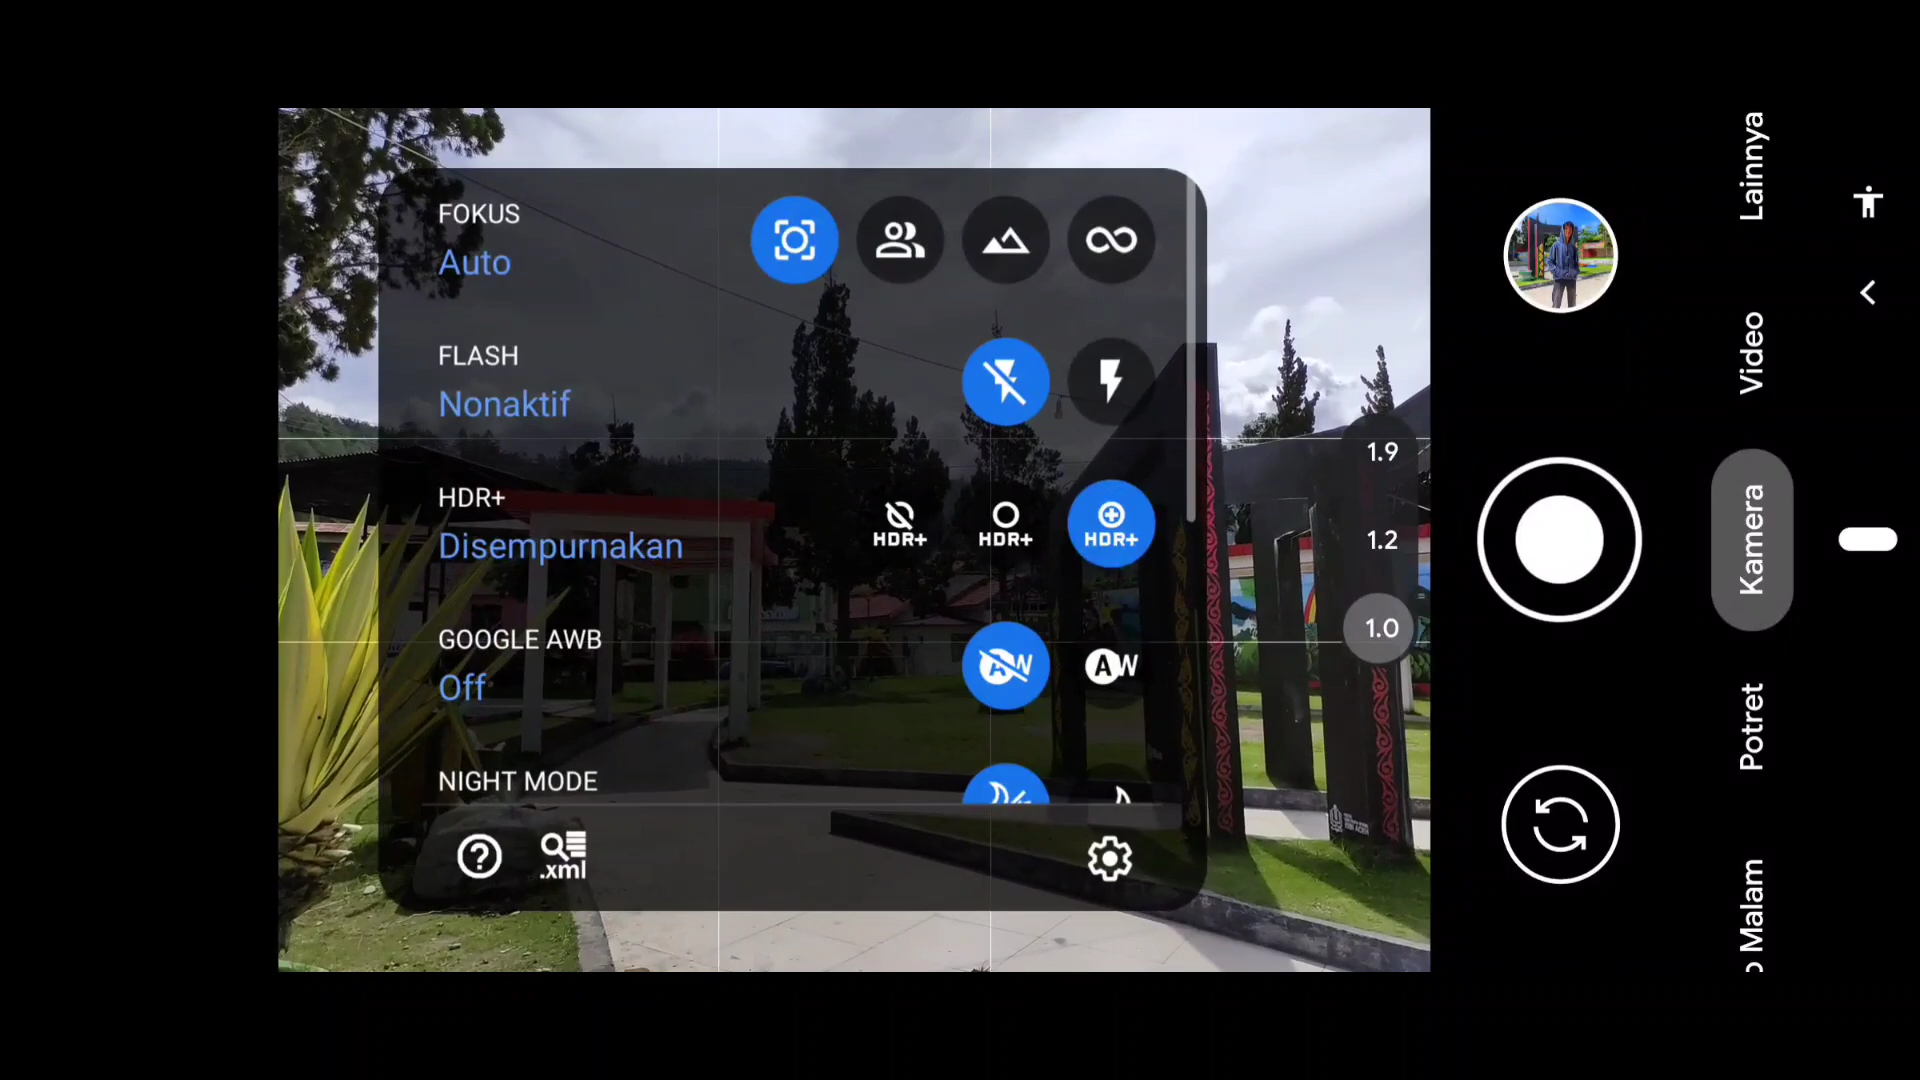 FOKUS
Auto
FLASH
Nonaktif
HDR+
Disempurnakan
HDR+
HDR+
HDR+
GOOGLE AWB
Off
AW
AW
NIGHT MODE
.xml
1.9
1.2
1.0
Lainnya
Video
Kamera
Potret
o Malam